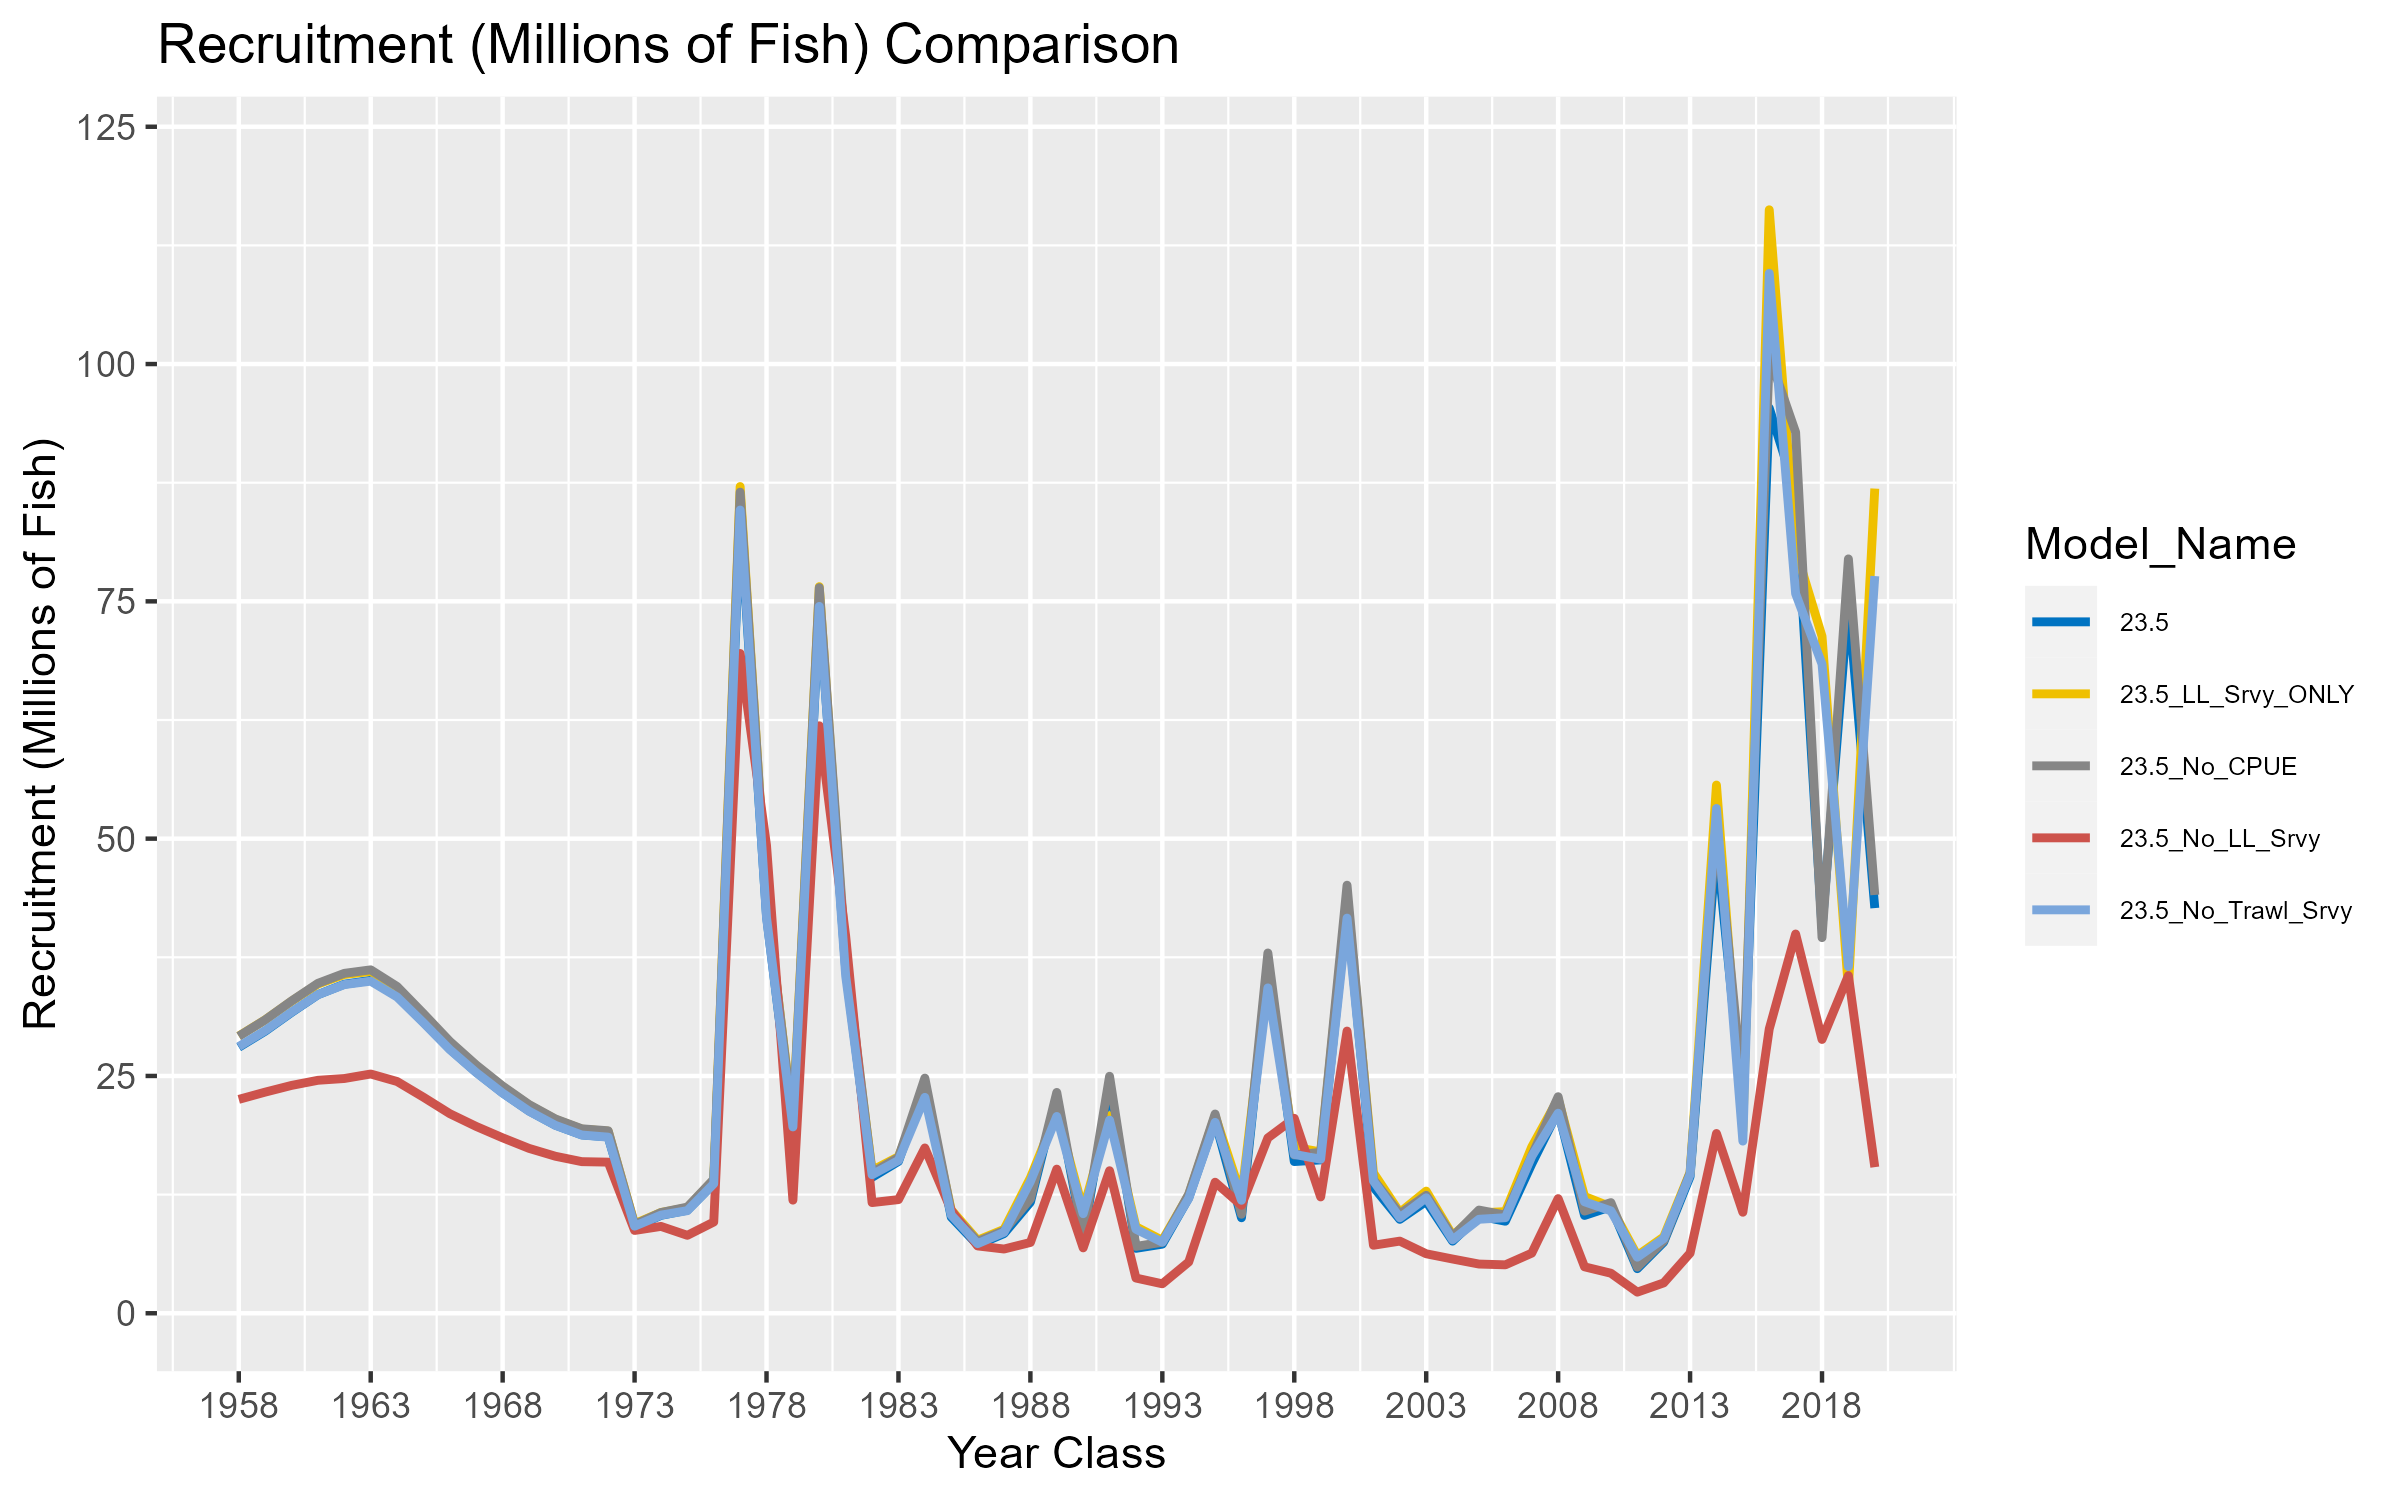 Recruitment (Millions of Fish) Comparison
125
100
75
50
25
0
Recruitment (Millions of Fish)
1958 1963 1968 1973 1978 1983 1988 1993 1998 2003 2008 2013 2018
Year Class
Model_Name
23.5
23.5_LL_Srvy_ONLY
23.5_No_CPUE
23.5_No_LL_Srvy
23.5_No_Trawl_Srvy